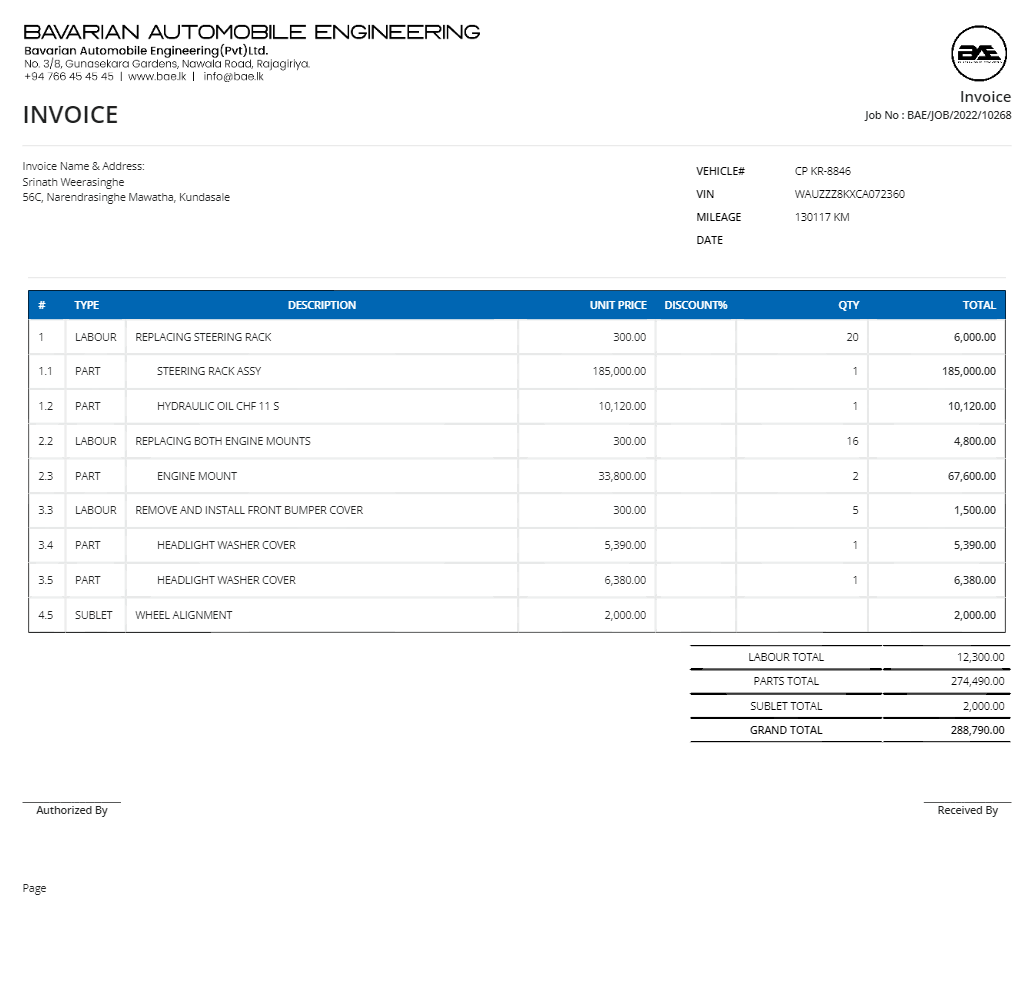 BAVARIAN AUTOMOBILE ENGINEERING
Bavarian Automobile Engineering(Pvt)Ltd.
No. 3/8, Gunasekara Gardens, Nawala Road, Rajagiriya.
+94 766 45 45 45 | www.bae.lk | info@bae.lk
BAE
Invoice
INVOICE
Job No : BAE/JOB/2022/10268
Invoice Name & Address:
Srinath Weerasinghe
56C, Narendrasinghe Mawatha, Kundasale
VEHICLE# CP KR-8846
VIN WAUZZZ8KXCA072360
MILEAGE 130117 KM
DATE
# TYPE DESCRIPTION UNIT PRICE DISCOUNT% QTY TOTAL
1 LABOUR REPLACING STEERING RACK 300.00 20 6,000.00
1.1 PART STEERING RACK ASSY 185,000.00 1 185,000.00
1.2 PART HYDRAULIC OIL CHF 11 S 10,120.00 1 10,120.00
2.2 LABOUR REPLACING BOTH ENGINE MOUNTS 300.00 16 4,800.00
2.3 PART ENGINE MOUNT 33,800.00 2 67,600.00
3.3 LABOUR REMOVE AND INSTALL FRONT BUMPER COVER 300.00 5 1,500.00
3.4 PART HEADLIGHT WASHER COVER 5,390.00 1 5,390.00
3.5 PART HEADLIGHT WASHER COVER 6,380.00 1 6,380.00
4.5 SUBLET WHEEL ALIGNMENT 2,000.00 2,000.00
LABOUR TOTAL 12,300.00
PARTS TOTAL 274,490.00
SUBLET TOTAL 2,000.00
GRAND TOTAL 288,790.00
Authorized By
Received By
Page